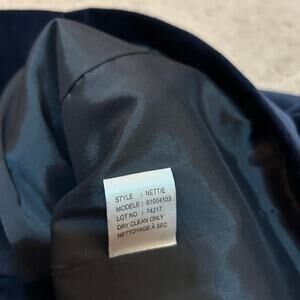 STYLE : NETTIE
MODELE : 61004103
LOT NO : 74217
DRY CLEAN ONLY
NETTOYAGE À SEC